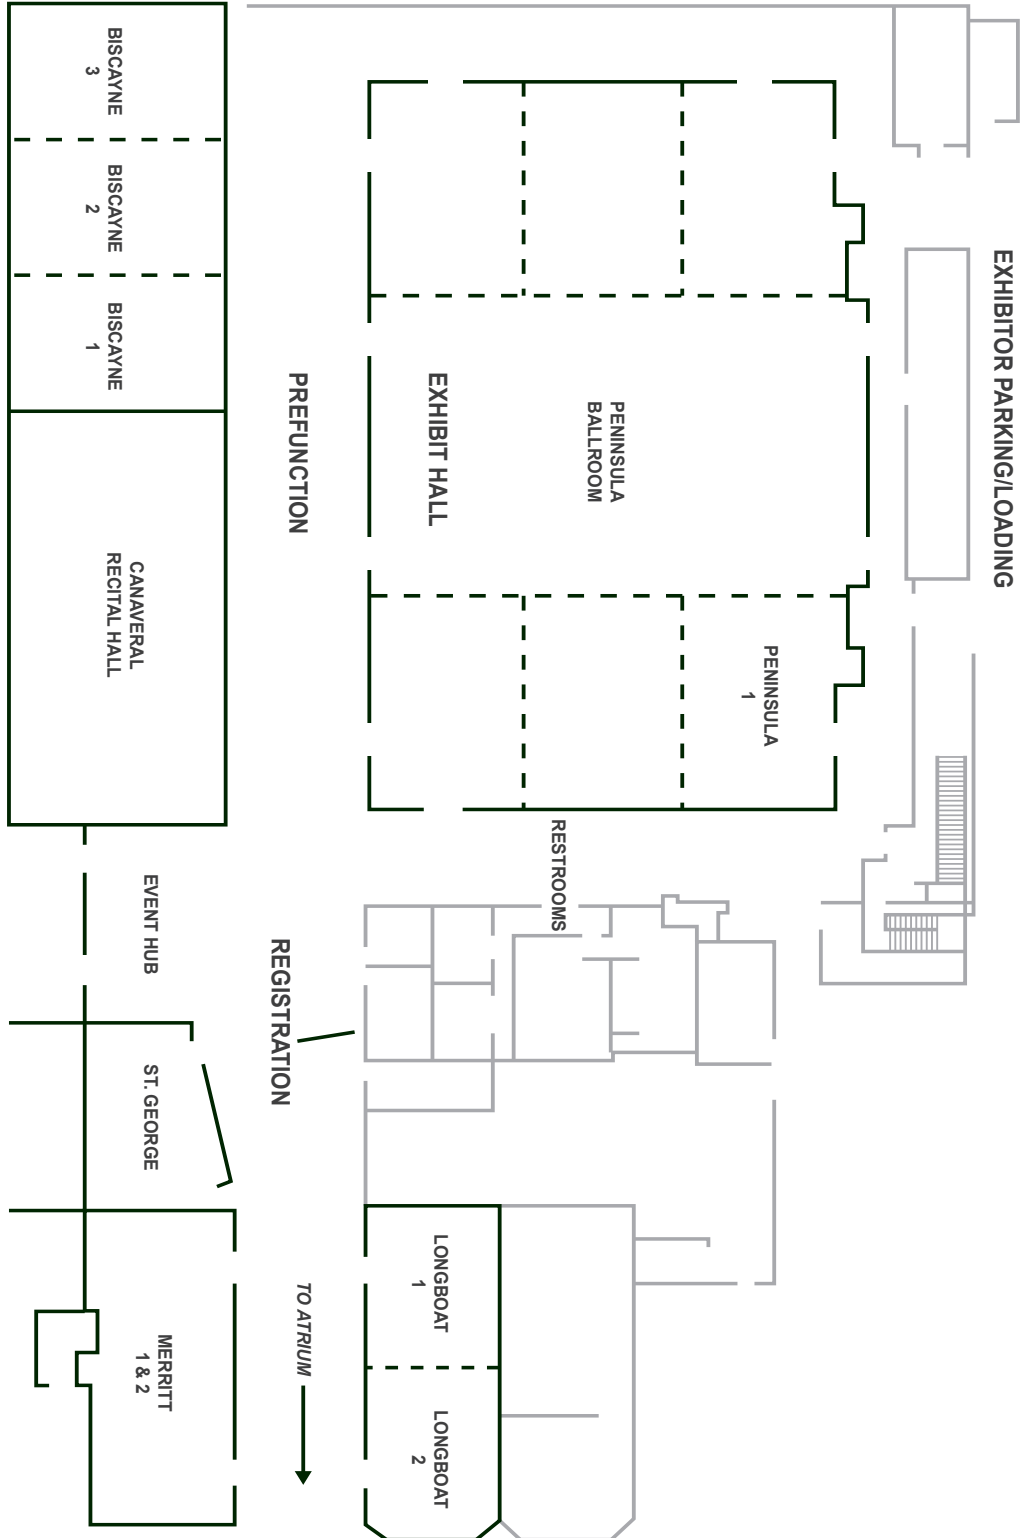 EXHIBITOR PARKING/LOADING
PENINSULA
1
PENINSULA
BALLROOM
RESTROOMS
EXHIBIT HALL
PREFUNCTION
REGISTRATION
TO ATRIUM
LONGBOAT
1
LONGBOAT
2
BISCAYNE
3
BISCAYNE
2
BISCAYNE
1
CANAVERAL
RECITAL HALL
EVENT HUB
ST. GEORGE
MERRITT
1 & 2